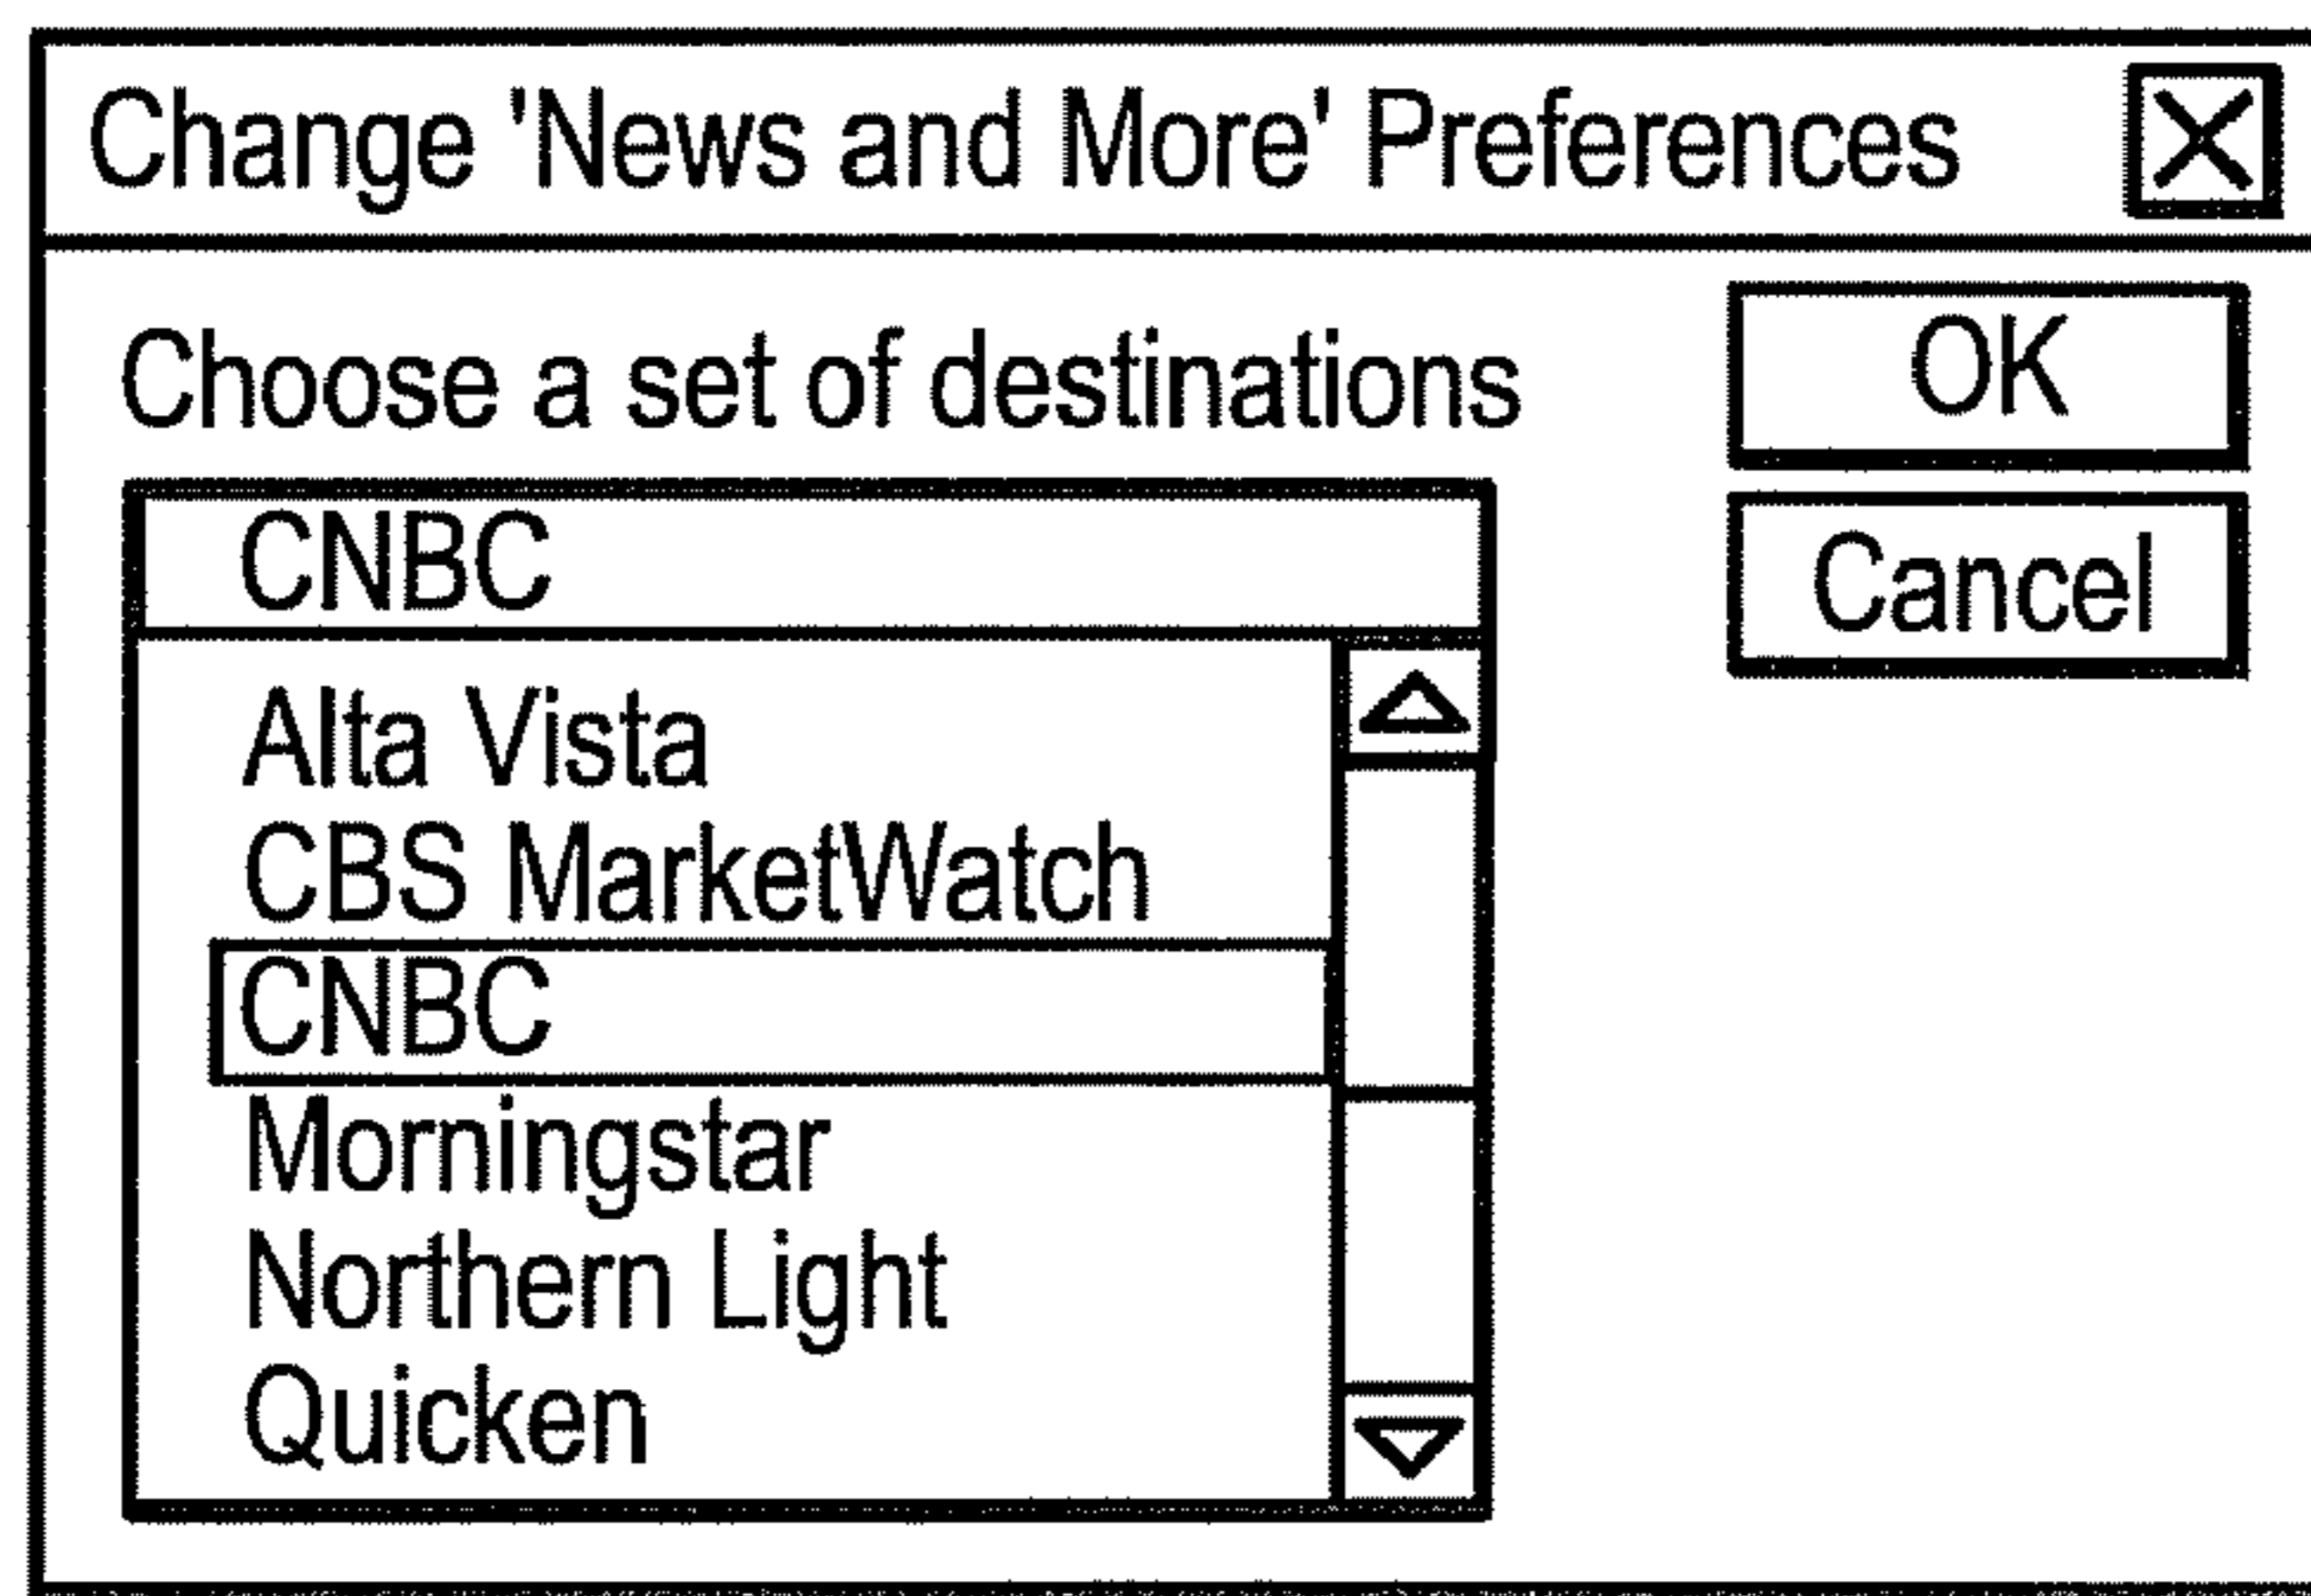 Change 'News and More' Preferences
Choose a set of destinations
OK
Cancel
CNBC
Alta Vista
CBS MarketWatch
CNBC
Morningstar
Northern Light
Quicken